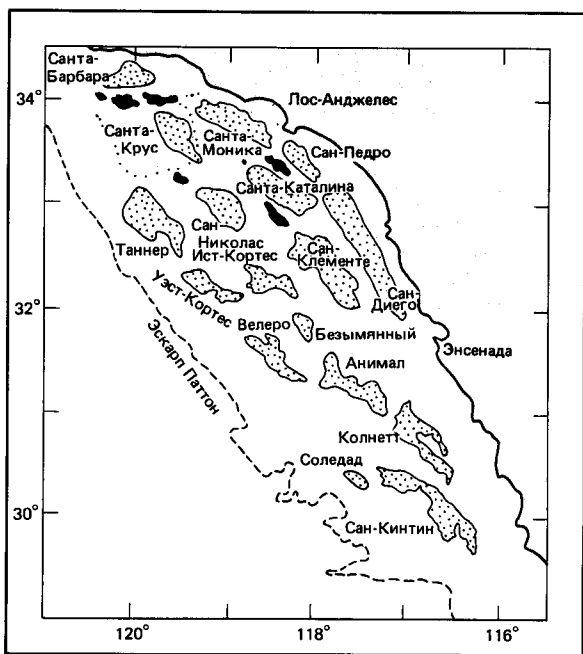 Санта-
Барбара
34°
Лос-Анджелес
Санта-
Крус
Санта-
Моника
Сан-Педро
Санта-Каталина
Сан-
Николас
Таннер
Ист-Кортес
Сан-
Клементе
Уэст-Кортес
Сан-
Диего
32°
Велеро
Безымянный
Энсенада
Анимал
Эскарп Паттон
Колнетт
Соледад
30°
Сан-Кинтин
120°
118°
116°